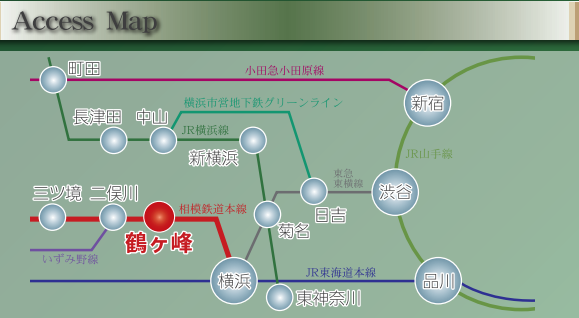 Access Map
町田
小田急小田原線
横浜市営地下鉄グリーンライン
新宿
長津田
中山
JR横浜線
新横浜
JR山手線
東急
東横線
三ツ境
二俣川
相模鉄道本線
日吉
渋谷
鶴ヶ峰
菊名
いずみ野線
横浜
JR東海道本線
品川
東神奈川